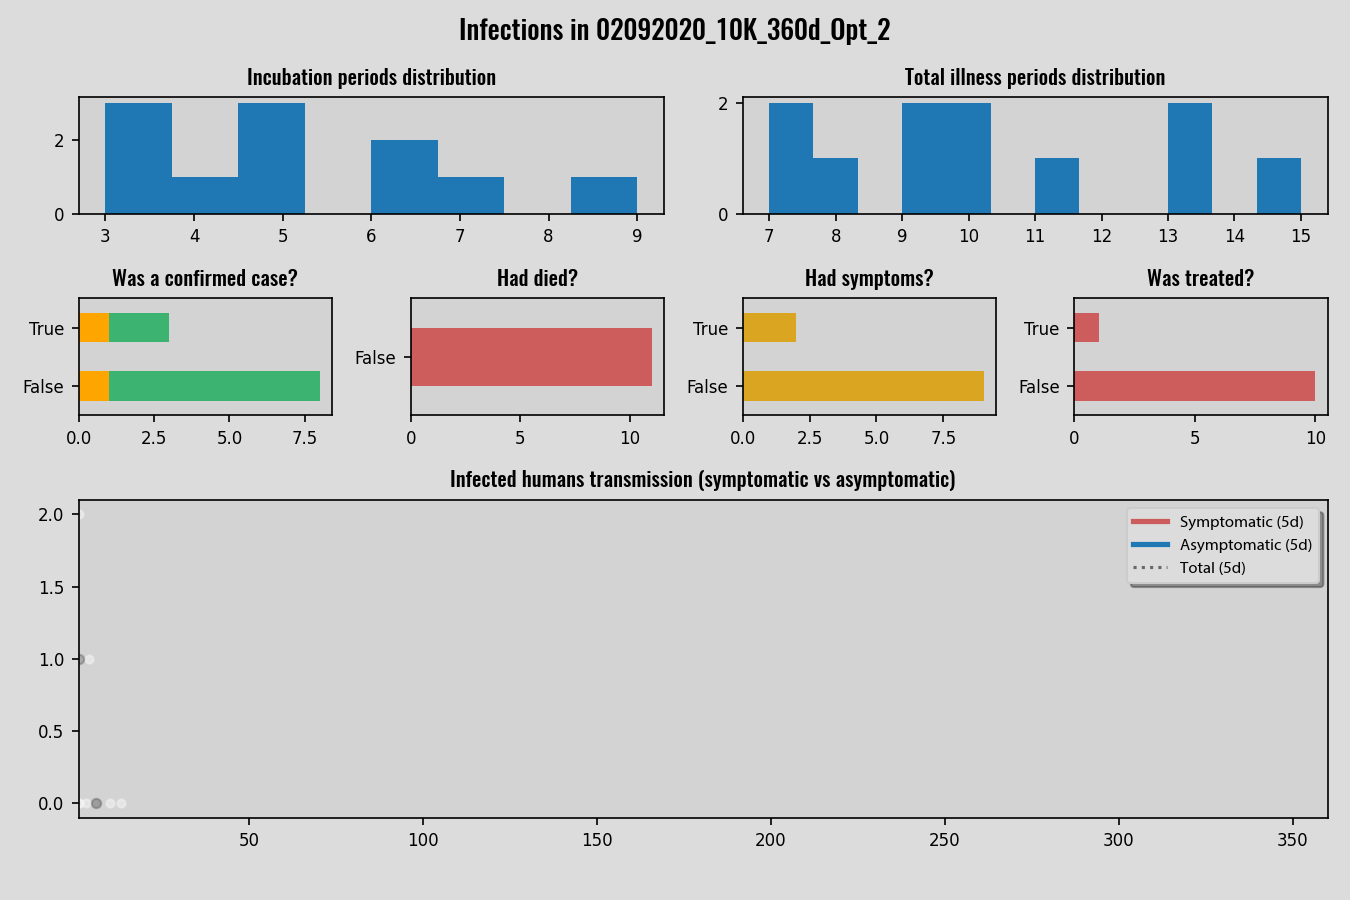 Infections in 02092020_10K_360d_Opt_2
Incubation periods distribution
Total illness periods distribution
2
0
3 4 5 6 7 8 9
2
0
7 8 9 10 11 12 13 14 15
Was a confirmed case?
Had died?
Had symptoms?
Was treated?
True
False
0.0 2.5 5.0 7.5
False
0 5 10
True
False
0.0 2.5 5.0 7.5
True
False
0 5 10
Infected humans transmission (symptomatic vs asymptomatic)
2.0
1.5
1.0
0.5
0.0
Symptomatic (5d)
Asymptomatic (5d)
Total (5d)
50 100 150 200 250 300 350